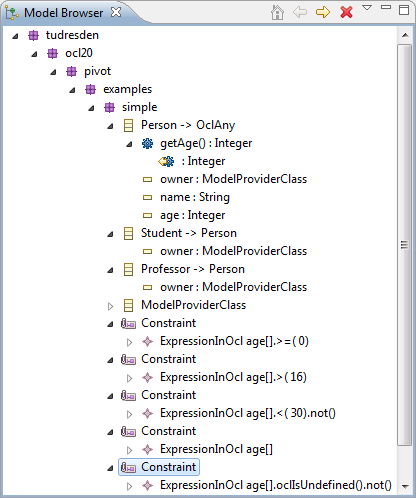 Model Browser
tudresden
ocl20
pivot
examples
simple
Person -> OclAny
getAge() : Integer
: Integer
owner : ModelProviderClass
name : String
age : Integer
Student -> Person
owner : ModelProviderClass
Professor -> Person
owner : ModelProviderClass
ModelProviderClass
Constraint
ExpressionInOcl age[].>=(0)
Constraint
ExpressionInOcl age[].>(16)
Constraint
ExpressionInOcl age[].<(30).not()
Constraint
ExpressionInOcl age[]
Constraint
ExpressionInOcl age[].oclIsUndefined().not()